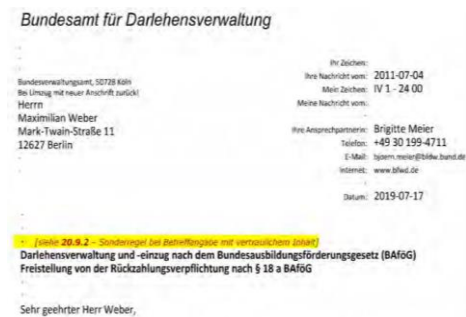 Bundesamt für Darlehensverwaltung
Ihr Zeichen:
Ihre Nachricht vom: 2011-07-04
Mein Zeichen: IV 1 - 24 00
Meine Nachricht vom:
Bundesverwaltungsamt, 50728 Köln
Bei Umzug mit neuer Anschrift zurück!
Herrn
Maximilian Weber
Mark-Twain-Straße 11
12627 Berlin
Ihre Ansprechpartnerin: Brigitte Meier
Telefon: +49 30 199-4711
E-Mail: bjoern.meier@bldw.bund.de
Internet: www.bfwd.de
Datum: 2019-07-17
[siehe 20.9.2 – Sonderregel bei Betreffangabe mit vertraulichem Inhalt]
Darlehensverwaltung und -einzug nach dem Bundesausbildungsförderungsgesetz (BAföG)
Freistellung von der Rückzahlungsverpflichtung nach § 18 a BAföG
Sehr geehrter Herr Weber,